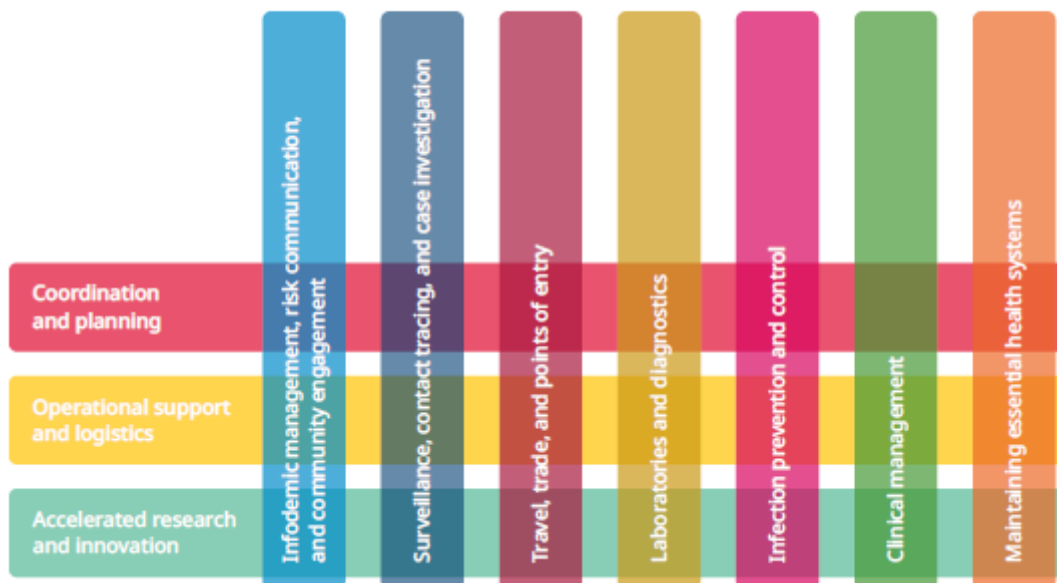 Coordination
and planning
Operational support
and logistics
Accelerated research
and innovation
Infodemic management, risk communication,
and community engagement
Surveillance, contact tracing, and case investigation
Travel, trade, and points of entry
Laboratories and diagnostics
Infection prevention and control
Clinical management
Maintaining essential health systems